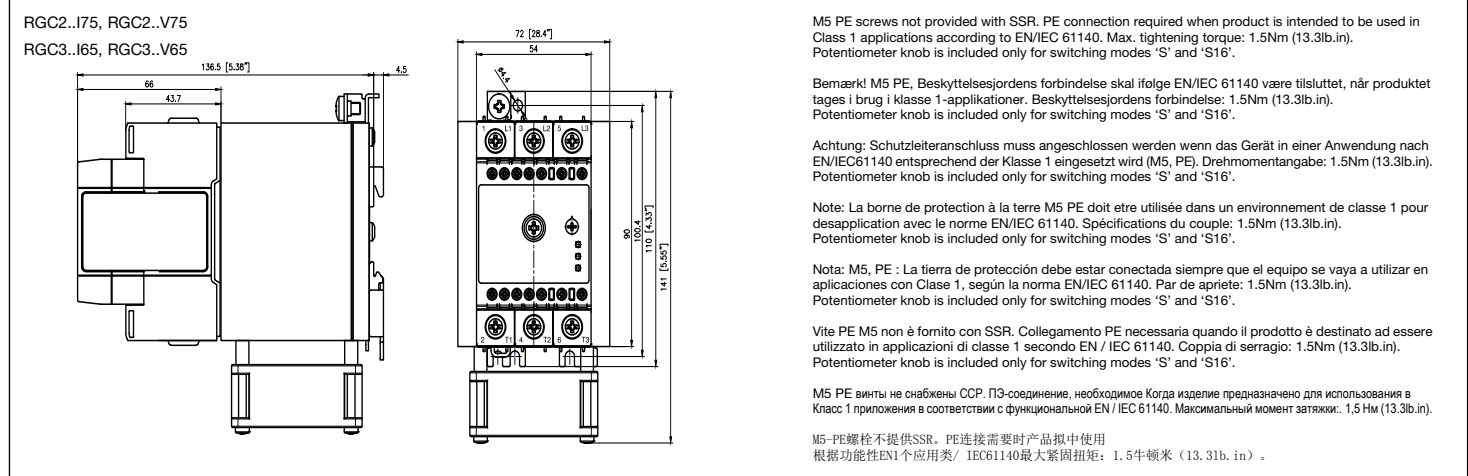 RGC2..I75, RGC2..V75
RGC3..I65, RGC3..V65
136.5 [5.38"]
4.5
66
43.7
72 [28.4"]
54
ø4.4
1 L1 3 L2 5 L3
90
100.4
110 [4.33"]
141 [5.55"]
2 T1 4 T2 6 T3
M5 PE screws not provided with SSR. PE connection required when product is intended to be used in
Class 1 applications according to EN/IEC 61140. Max. tightening torque: 1.5Nm (13.3lb.in).
Potentiometer knob is included only for switching modes ‘S’ and ‘S16’.
Bemærk! M5 PE, Beskyttelsesjordens forbindelse skal ifølge EN/IEC 61140 være tilsluttet, når produktet
tages i brug i klasse 1-applikationer. Beskyttelsesjordens forbindelse: 1.5Nm (13.3lb.in).
Potentiometer knob is included only for switching modes ‘S’ and ‘S16’.
Achtung: Schutzleiteranschluss muss angeschlossen werden wenn das Gerät in einer Anwendung nach
EN/IEC61140 entsprechend der Klasse 1 eingesetzt wird (M5, PE). Drehmomentangabe: 1.5Nm (13.3lb.in).
Potentiometer knob is included only for switching modes ‘S’ and ‘S16’.
Note: La borne de protection à la terre M5 PE doit etre utilisée dans un environnement de classe 1 pour
desapplication avec le norme EN/IEC 61140. Spécifications du couple: 1.5Nm (13.3lb.in).
Potentiometer knob is included only for switching modes ‘S’ and ‘S16’.
Nota: M5, PE : La tierra de protección debe estar conectada siempre que el equipo se vaya a utilizar en
aplicaciones con Clase 1, según la norma EN/IEC 61140. Par de apriete: 1.5Nm (13.3lb.in).
Potentiometer knob is included only for switching modes ‘S’ and ‘S16’.
Vite PE M5 non è fornito con SSR. Collegamento PE necessaria quando il prodotto è destinato ad essere
utilizzato in applicazioni di classe 1 secondo EN / IEC 61140. Coppia di serragio: 1.5Nm (13.3lb.in).
Potentiometer knob is included only for switching modes ‘S’ and ‘S16’.
M5 PE винты не снабжены ССР. ПЭ-соединение, необходимое Когда изделие предназначено для использования в
Класс 1 приложения в соответствии с функциональной EN / IEC 61140. Максимальный момент затяжки:. 1,5 Нм (13.3lb.in).
M5-PE螺栓不提供SSR。PE连接需要时产品拟中使用
根据功能性EN1个应用类/ IEC61140最大紧固扭矩：1.5牛顿米（13.3lb.in）。